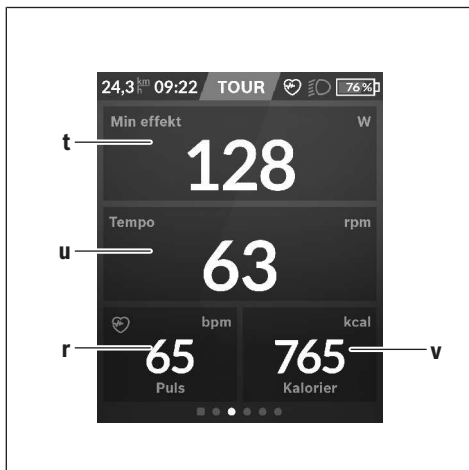 24,3 km/h 09:22 TOUR 76 %
Min effekt W
t
128
Tempo rpm
u
63
bpm kcal
r 65 765 v
Puls Kalorier